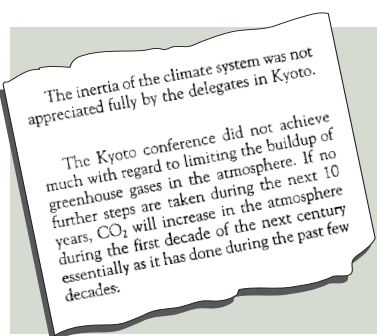 The inertia of the climate system was not
appreciated fully by the delegates in Kyoto.
The Kyoto conference did not achieve
much with regard to limiting the buildup of
greenhouse gases in the atmosphere. If no
further steps are taken during the next 10
years, CO₂ will increase in the atmosphere
during the first decade of the next century
essentially as it has done during the past few
decades.